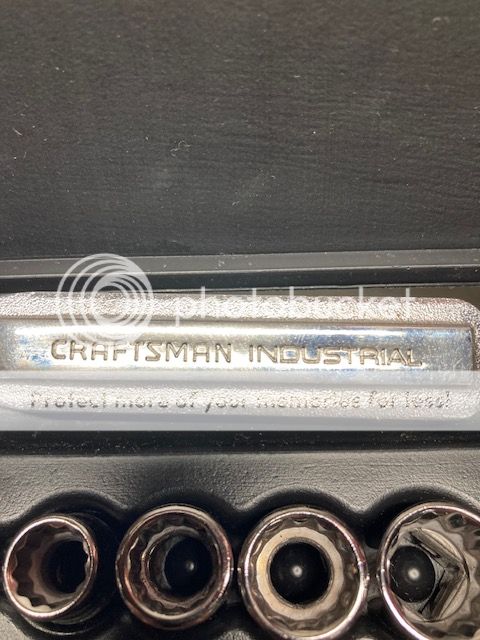 photobucket
CRAFTSMAN INDUSTRIAL
Protect more of your memories for less!